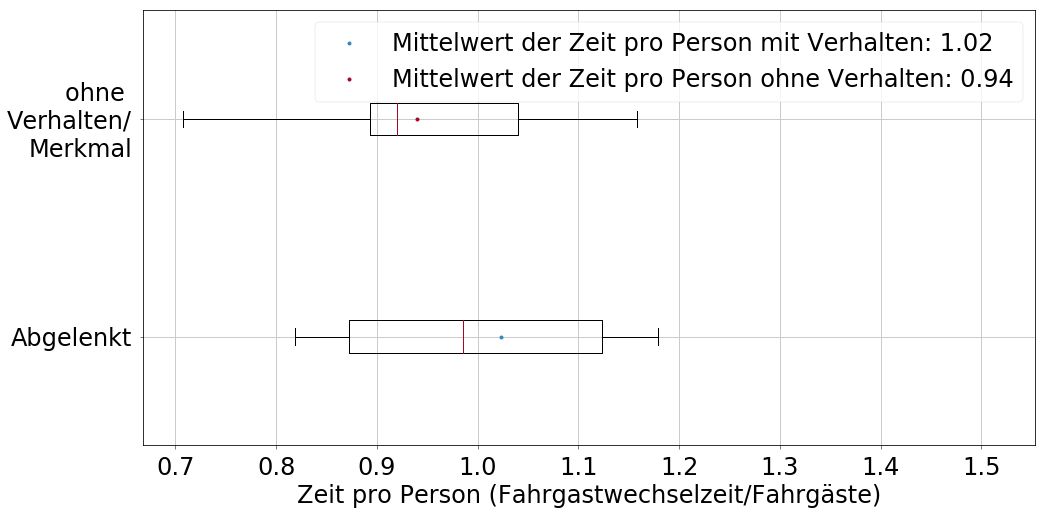 Mittelwert der Zeit pro Person mit Verhalten: 1.02
Mittelwert der Zeit pro Person ohne Verhalten: 0.94
ohne
Verhalten/
Merkmal
Abgelenkt
0.7 0.8 0.9 1.0 1.1 1.2 1.3 1.4 1.5
Zeit pro Person (Fahrgastwechselzeit/Fahrgäste)